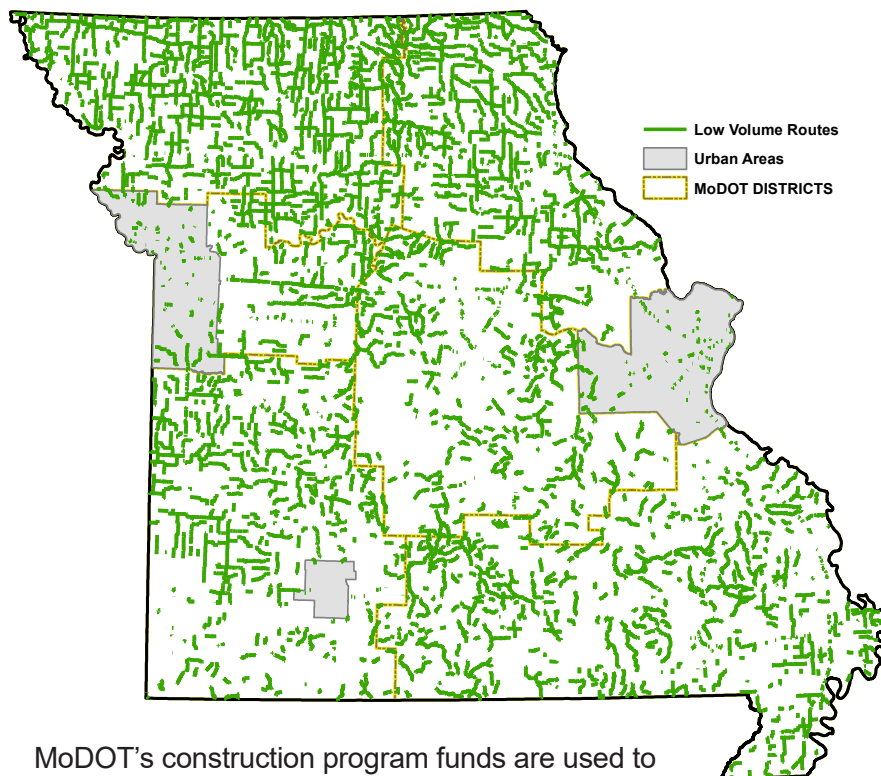 Low Volume Routes
Urban Areas
MoDOT DISTRICTS
MoDOT’s construction program funds are used to